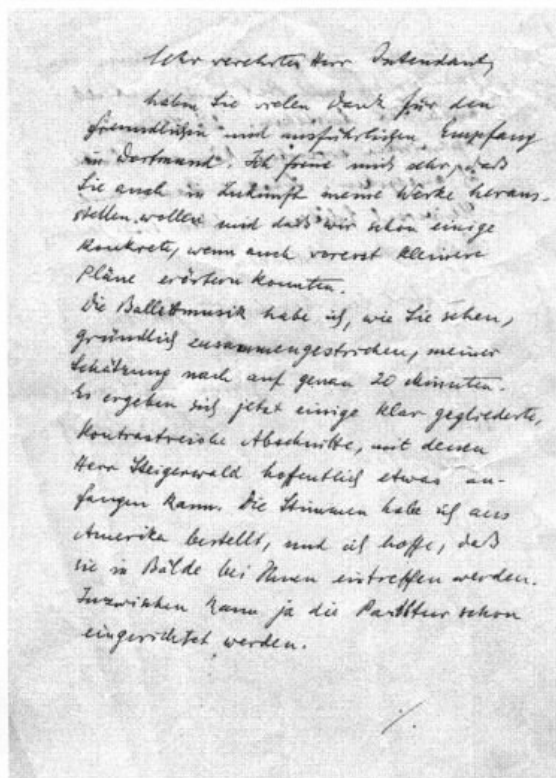 Sehr verehrter Herr Intendant,
haben Sie vielen Dank für den
freundlichen und ausführlichen Empfang
in Dortmund. Ich freue mich sehr, daß
Sie auch in Zukunft meine Werke heraus-
stellen wollen und daß wir schon einige
konkrete, wenn auch vorerst kleinere
Pläne erörtern konnten.
Die Ballettmusik habe ich, wie Sie sehen,
gründlich zusammengestrichen, meiner
Schätzung nach auf genau 20 Minuten.
Es ergeben sich jetzt einige klar gegliederte,
kontrastreiche Abschnitte, mit denen
Herr Steigerwald hoffentlich etwas an-
fangen kann. Die Stimmen habe ich aus
Amerika bestellt, und ich hoffe, daß
sie in Bälde bei Ihnen eintreffen werden.
Inzwischen kann ja die Partitur schon
eingerichtet werden.
./.